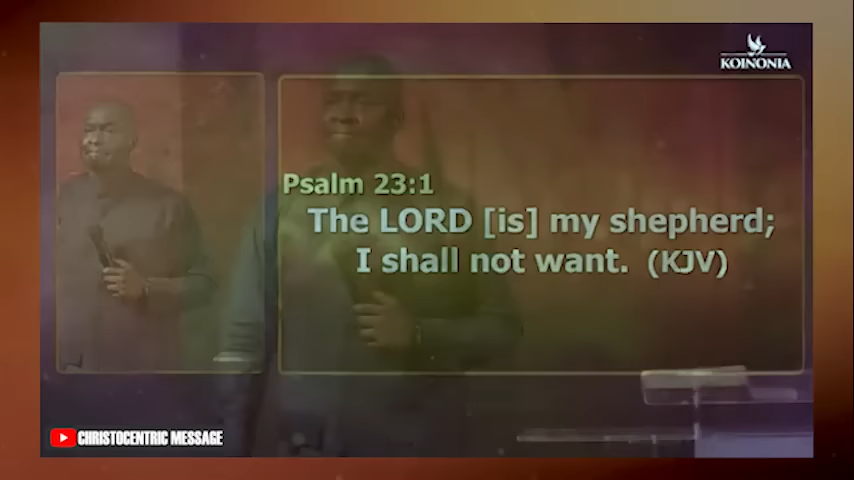 KOINONIA
Psalm 23:1
The LORD [is] my shepherd;
I shall not want. (KJV)
CHRISTOCENTRIC MESSAGE